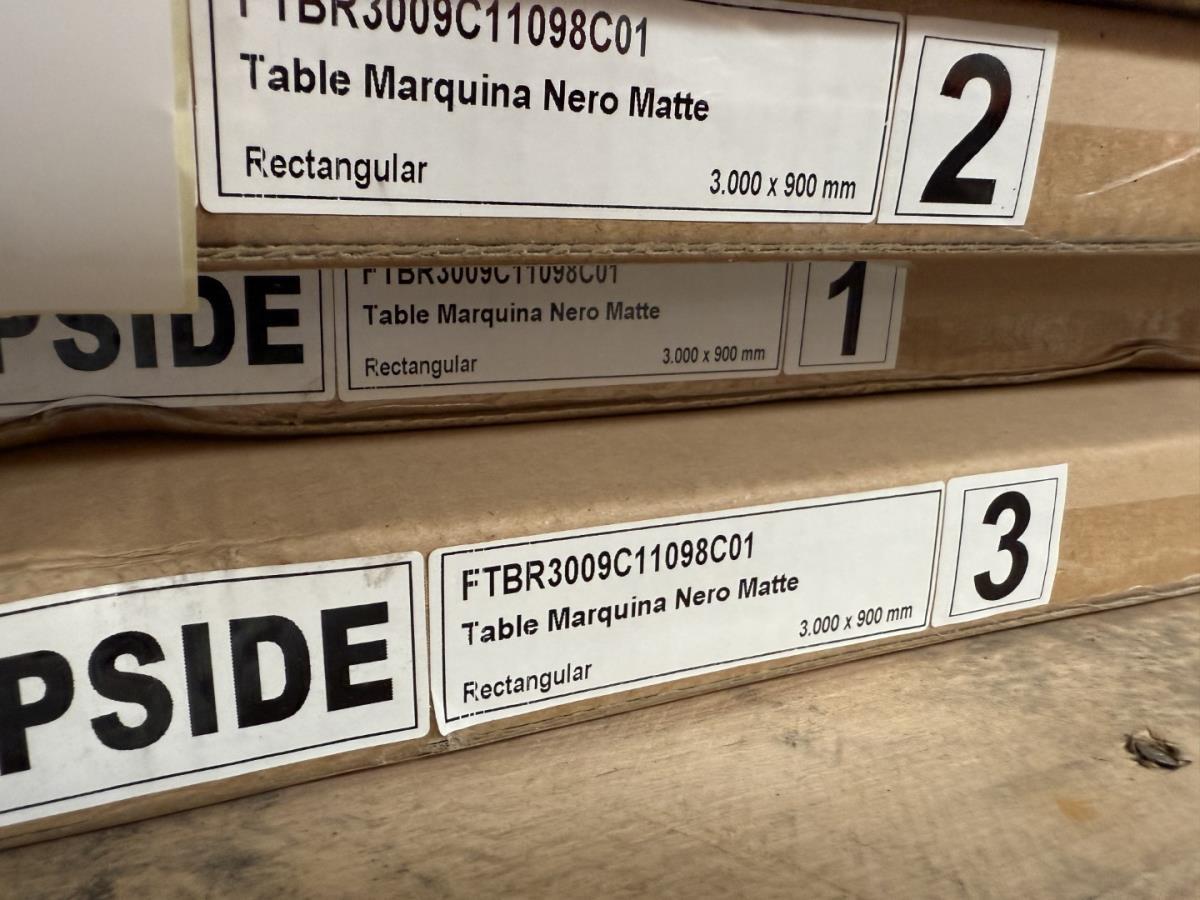 FTBR3009C11098C01
Table Marquina Nero Matte
Rectangular
3.000 x 900 mm
2
PSIDE
FTBR3009C11098C01
Table Marquina Nero Matte
Rectangular
3.000 x 900 mm
1
PSIDE
FTBR3009C11098C01
Table Marquina Nero Matte
3.000 x 900 mm
Rectangular
3